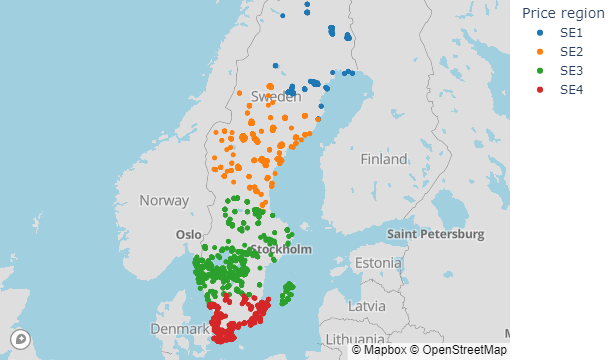 Price region
SE1
SE2
SE3
SE4
Sweden
Finland
Norway
Oslo
Saint Petersburg
Stockholm
Estonia
Latvia
Denmark
Lithuania
M
© Mapbox © OpenStreetMap